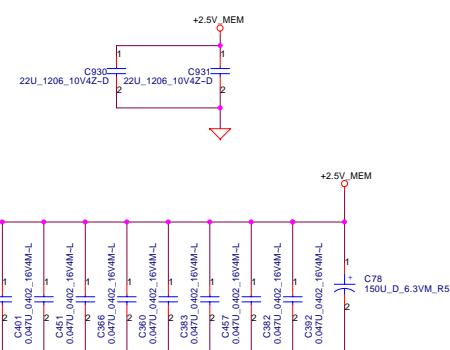 +2.5V_MEM
1
1
C930
22U_1206_10V4Z~D
C931
22U_1206_10V4Z~D
2
2
+2.5V_MEM
1
2
C401
0.047U_0402_16V4M~L
1
2
C451
0.047U_0402_16V4M~L
1
2
C366
0.047U_0402_16V4M~L
1
2
C360
0.047U_0402_16V4M~L
1
2
C383
0.047U_0402_16V4M~L
1
2
C457
0.047U_0402_16V4M~L
1
2
C382
0.047U_0402_16V4M~L
1
2
C392
0.047U_0402_16V4M~L
1
+
2
C78
150U_D_6.3VM_R5